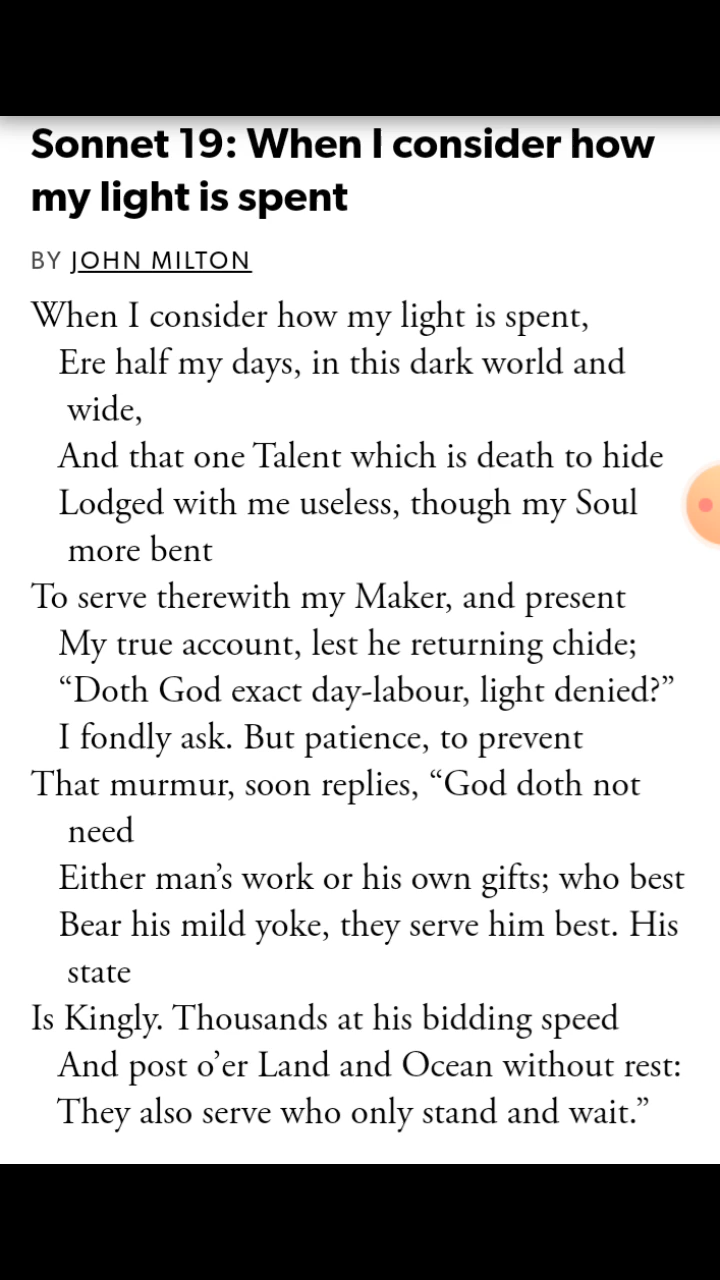 Sonnet 19: When I consider how
my light is spent
BY JOHN MILTON
When I consider how my light is spent,
Ere half my days, in this dark world and
wide,
And that one Talent which is death to hide
Lodged with me useless, though my Soul
more bent
To serve therewith my Maker, and present
My true account, lest he returning chide;
“Doth God exact day-labour, light denied?”
I fondly ask. But patience, to prevent
That murmur, soon replies, “God doth not
need
Either man’s work or his own gifts; who best
Bear his mild yoke, they serve him best. His
state
Is Kingly. Thousands at his bidding speed
And post o’er Land and Ocean without rest:
They also serve who only stand and wait.”